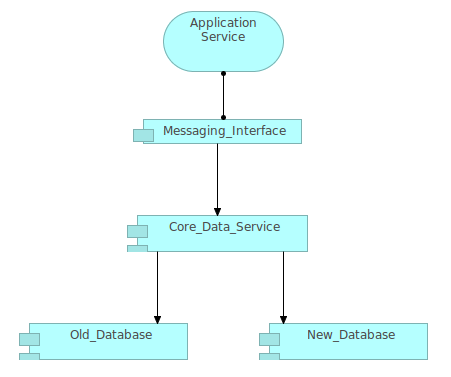 Application
Service
Messaging_Interface
Core_Data_Service
Old_Database
New_Database